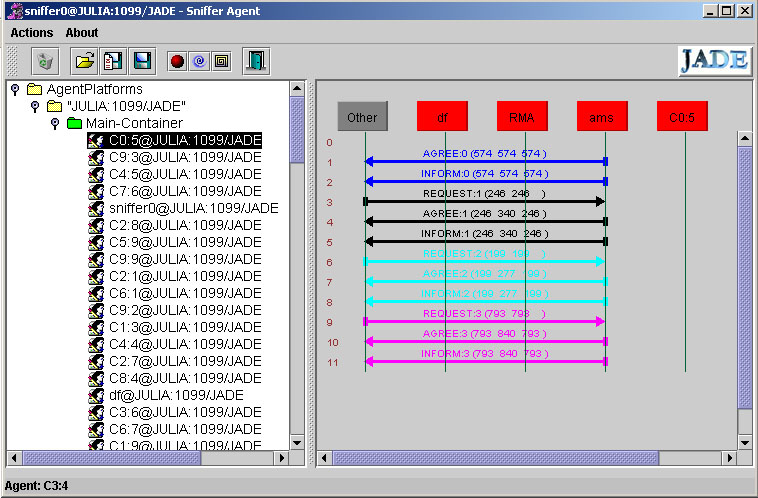 sniffer0@JULIA:1099/JADE - Sniffer Agent
Actions About
JADE
AgentPlatforms
"JULIA:1099/JADE"
Main-Container
C0:5@JULIA:1099/JADE
C9:3@JULIA:1099/JADE
C4:5@JULIA:1099/JADE
C7:6@JULIA:1099/JADE
sniffer0@JULIA:1099/JADE
C2:8@JULIA:1099/JADE
C5:9@JULIA:1099/JADE
C9:9@JULIA:1099/JADE
C2:1@JULIA:1099/JADE
C6:1@JULIA:1099/JADE
C9:2@JULIA:1099/JADE
C1:3@JULIA:1099/JADE
C4:4@JULIA:1099/JADE
C2:7@JULIA:1099/JADE
C8:4@JULIA:1099/JADE
df@JULIA:1099/JADE
C3:6@JULIA:1099/JADE
C6:7@JULIA:1099/JADE
C1:9@JULIA:1099/JADE
Other df RMA ams C0:5
0
1 AGREE:0 (574 574 574 )
2 INFORM:0 (574 574 574 )
3 REQUEST:1 (246 246 )
4 AGREE:1 (246 340 246 )
5 INFORM:1 (246 340 246 )
6 REQUEST:2 (199 199 )
7 AGREE:2 (199 277 199 )
8 INFORM:2 (199 277 199 )
9 REQUEST:3 (793 793 )
10 AGREE:3 (793 840 793 )
11 INFORM:3 (793 840 793 )
Agent: C3:4